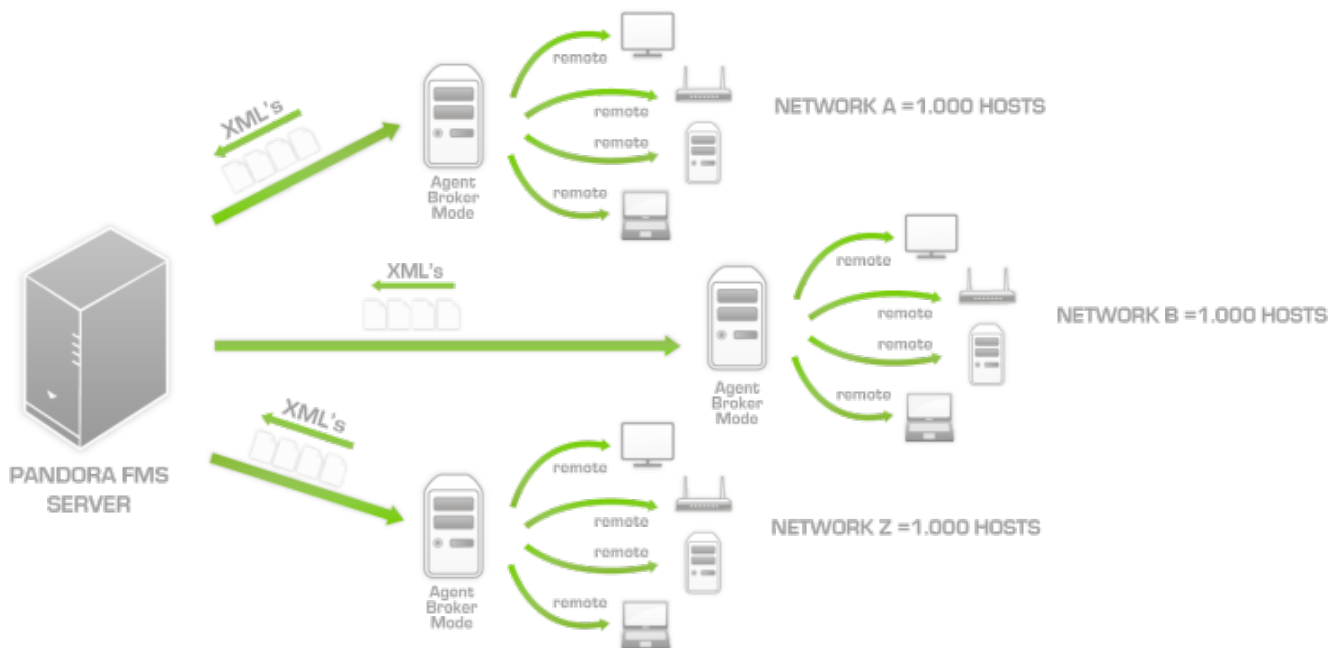 XML's
Agent
Broker
Mode
remote
remote
remote
remote
NETWORK A =1.000 HOSTS
XML's
Agent
Broker
Mode
remote
remote
remote
remote
NETWORK B =1.000 HOSTS
PANDORA FMS
SERVER
XML's
Agent
Broker
Mode
remote
remote
remote
remote
NETWORK Z =1.000 HOSTS